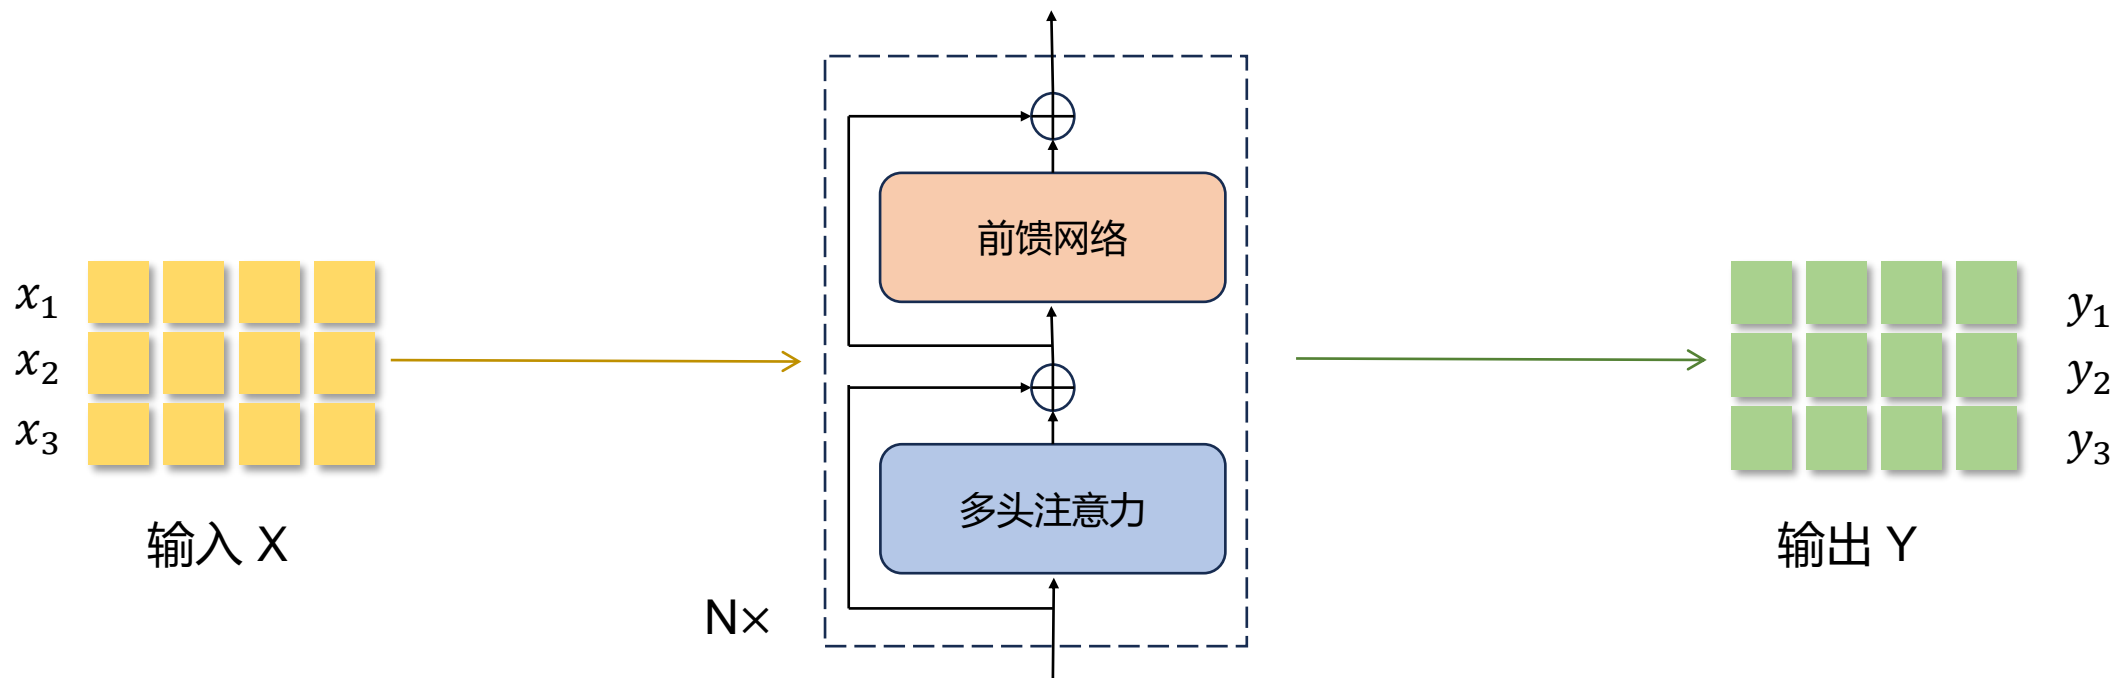 x₁
x₂
x₃
输入 X
前馈网络
多头注意力
N×
y₁
y₂
y₃
输出 Y